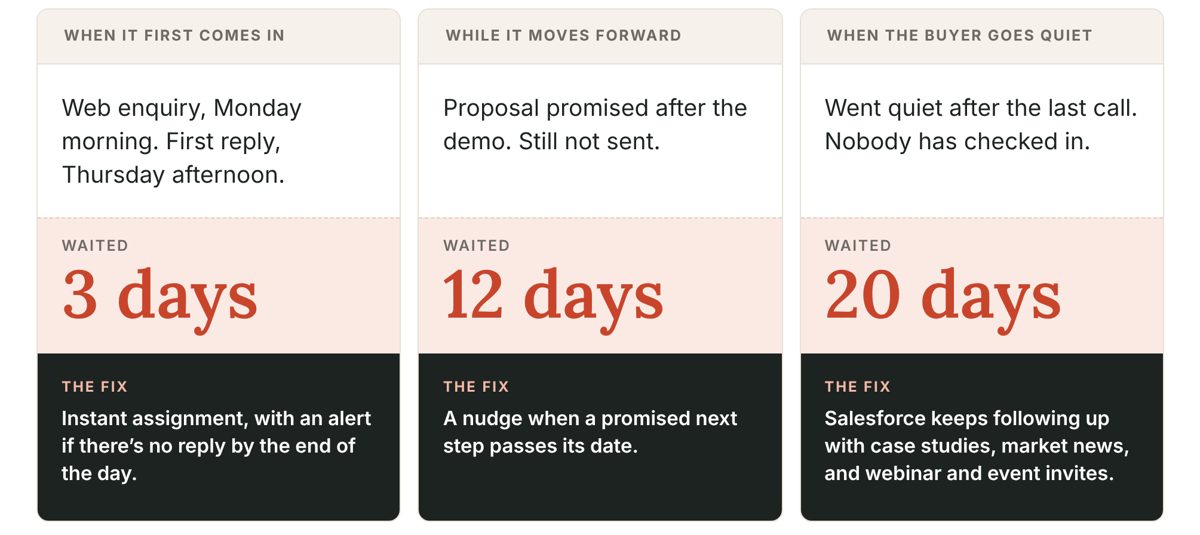 WHEN IT FIRST COMES IN
Web enquiry, Monday
morning. First reply,
Thursday afternoon.
WAITED
3 days
THE FIX
Instant assignment, with an alert
if there’s no reply by the end of
the day.
WHILE IT MOVES FORWARD
Proposal promised after the
demo. Still not sent.
WAITED
12 days
THE FIX
A nudge when a promised next
step passes its date.
WHEN THE BUYER GOES QUIET
Went quiet after the last call.
Nobody has checked in.
WAITED
20 days
THE FIX
Salesforce keeps following up
with case studies, market news,
and webinar and event invites.